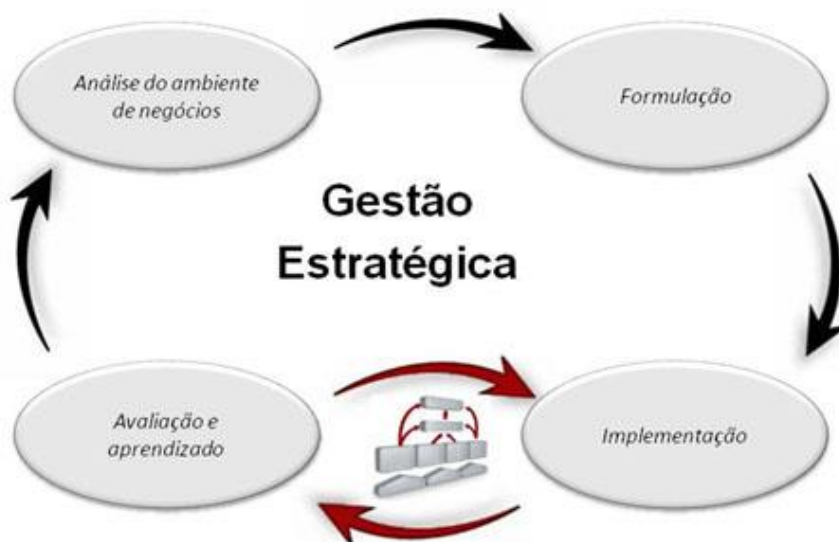 Análise do ambiente
de negócios
Formulação
Gestão
Estratégica
Avaliação e
aprendizado
Implementação